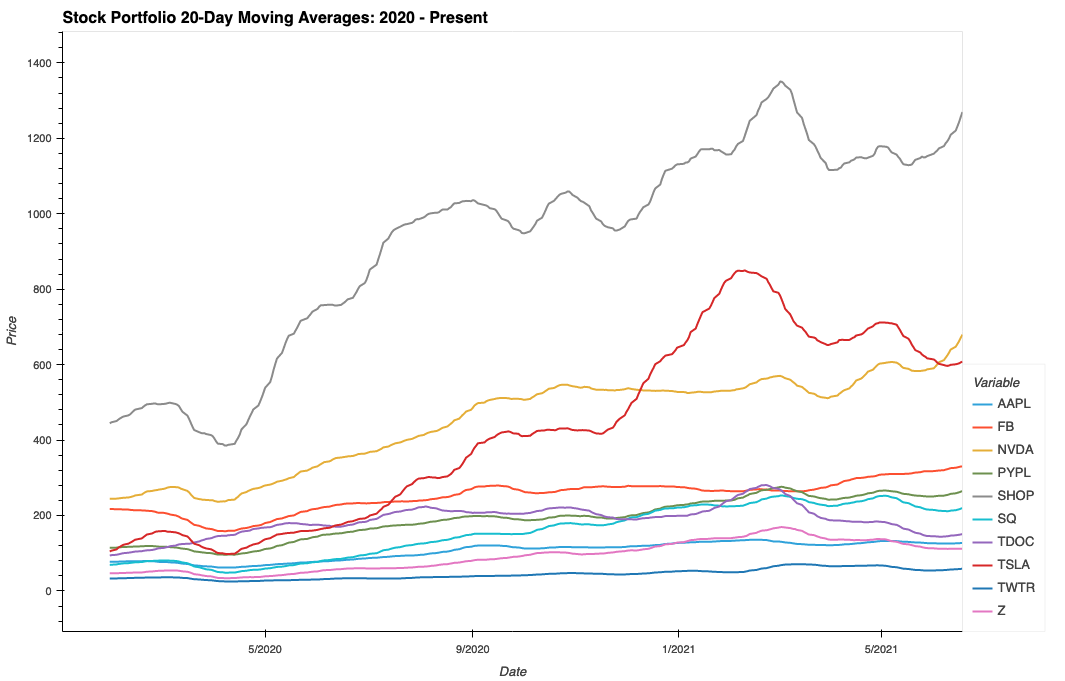 Stock Portfolio 20-Day Moving Averages: 2020 - Present
1400
1200
1000
800
600
400
200
0
Price
5/2020
9/2020
1/2021
5/2021
Date
Variable
AAPL
FB
NVDA
PYPL
SHOP
SQ
TDOC
TSLA
TWTR
Z